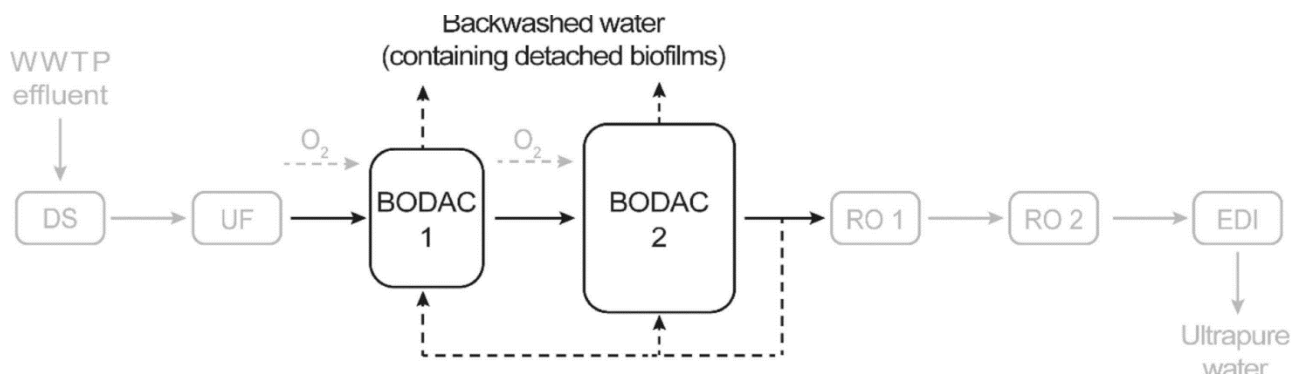 Backwashed water
(containing detached biofilms)
WWTP
effluent
O2
O2
DS
UF
BODAC
1
BODAC
2
RO 1
RO 2
EDI
Ultrapure
water